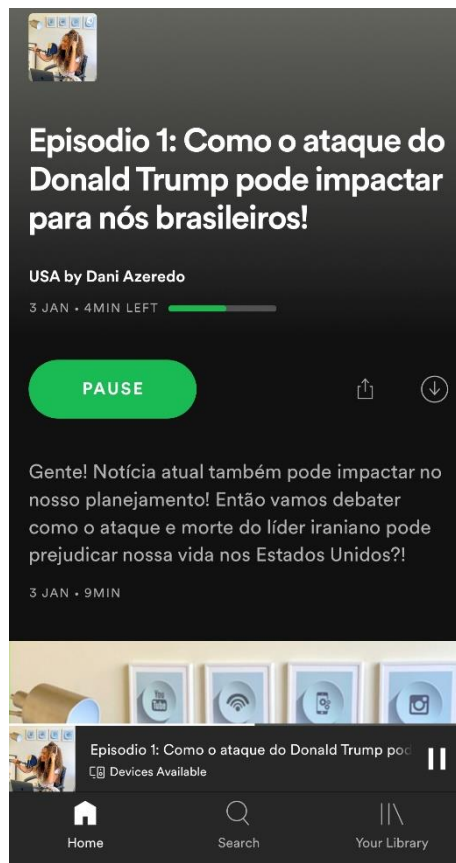 Episodio 1: Como o ataque do
Donald Trump pode impactar
para nós brasileiros!
USA by Dani Azeredo
3 JAN • 4MIN LEFT
PAUSE
Gente! Notícia atual também pode impactar no
nosso planejamento! Então vamos debater
como o ataque e morte do líder iraniano pode
prejudicar nossa vida nos Estados Unidos?!
3 JAN • 9MIN
You
Tube
Episodio 1: Como o ataque do Donald Trump pod
Devices Available
Home
Search
Your Library